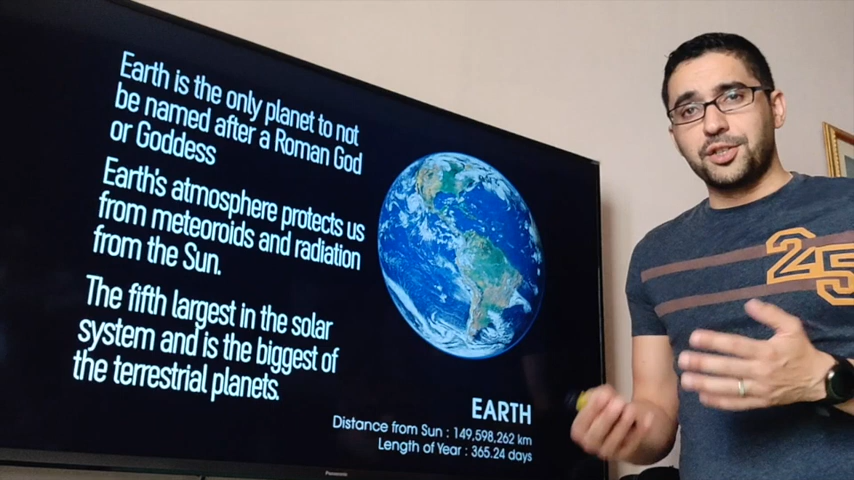 Earth is the only planet to not
be named after a Roman God
or Goddess
Earth's atmosphere protects us
from meteoroids and radiation
from the Sun.
The fifth largest in the solar
system and is the biggest of
the terrestrial planets.
EARTH
Distance from Sun : 149,598,262 km
Length of Year : 365.24 days
Panasonic
25